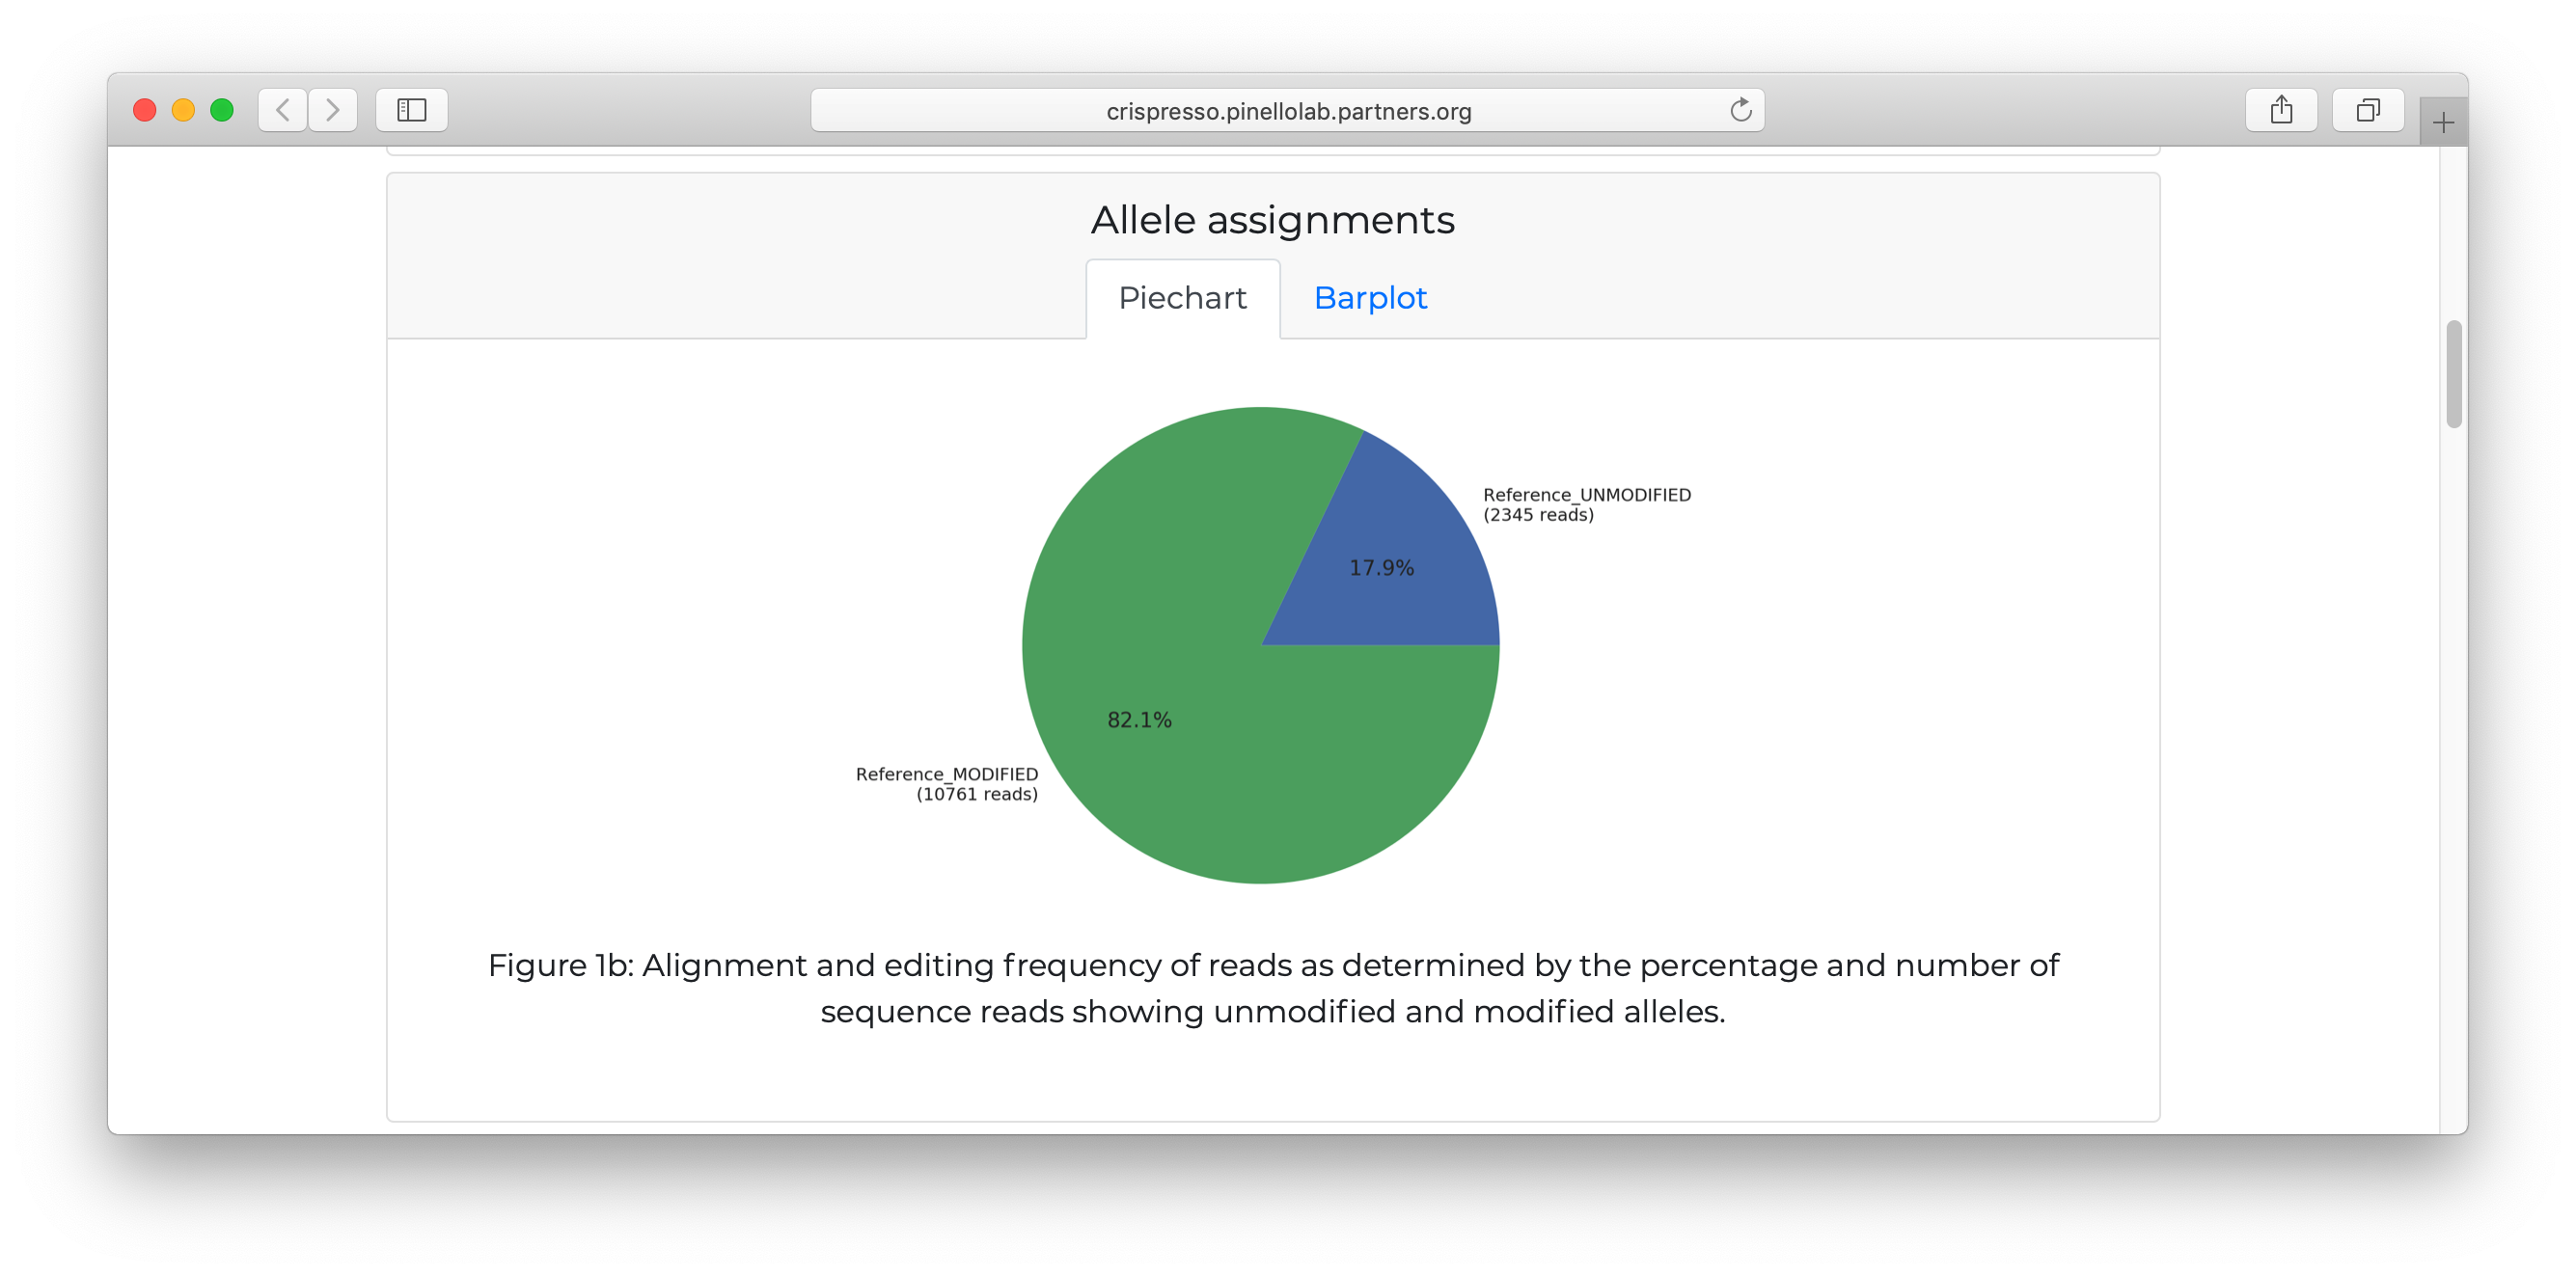 crispresso.pinellolab.partners.org
Allele assignments
Piechart
Barplot
Reference_UNMODIFIED
(2345 reads)
17.9%
82.1%
Reference_MODIFIED
(10761 reads)
Figure 1b: Alignment and editing frequency of reads as determined by the percentage and number of
sequence reads showing unmodified and modified alleles.